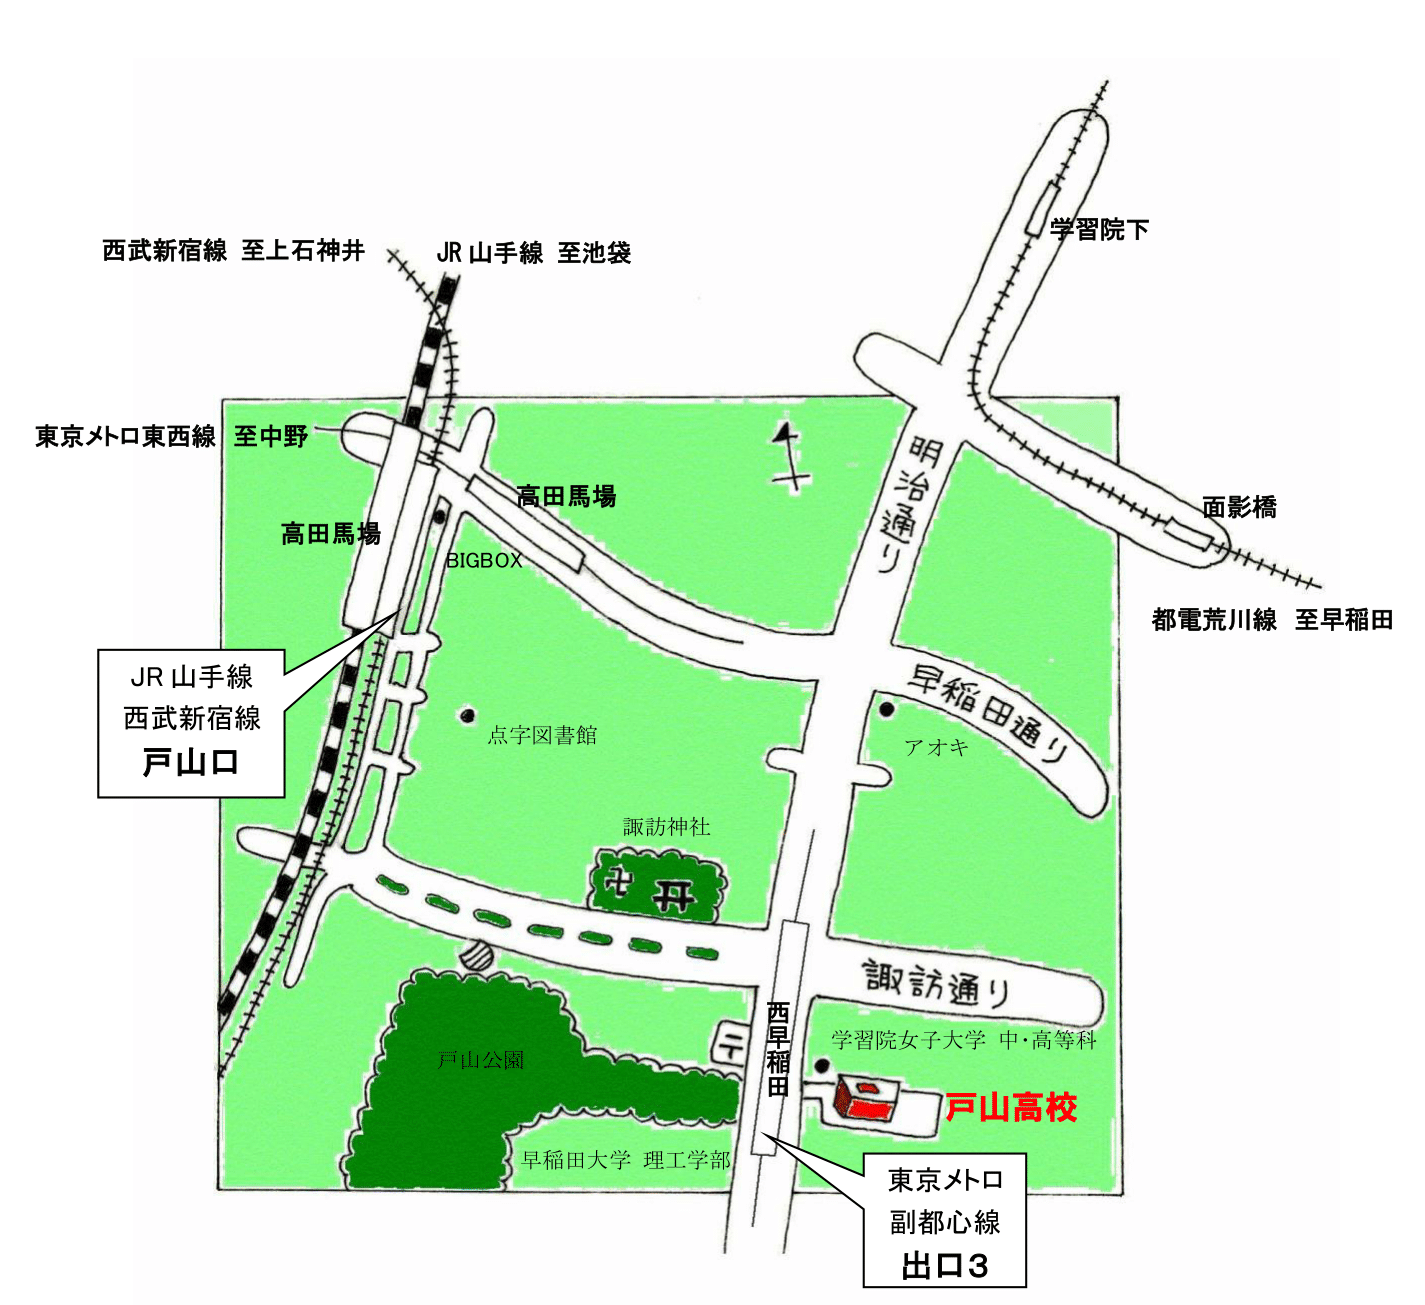 学習院下
西武新宿線 至上石神井
JR 山手線 至池袋
東京メトロ東西線 至中野
明治通り
高田馬場
面影橋
高田馬場
BIGBOX
都電荒川線 至早稲田
JR 山手線
西武新宿線
戸山口
早稲田通り
点字図書館
アオキ
諏訪神社
卍
諏訪通り
西早稲田
学習院女子大学 中・高等科
戸山公園
戸山高校
早稲田大学 理工学部
東京メトロ
副都心線
出口3